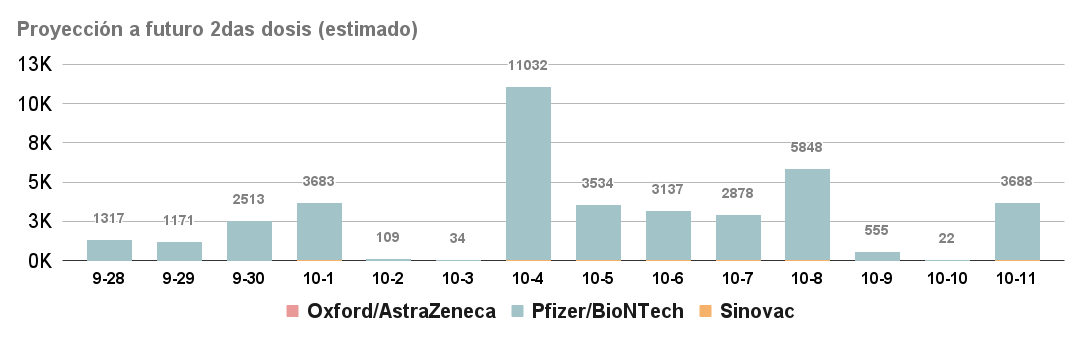 Proyección a futuro 2das dosis (estimado)
13K
10K
8K
5K
3K
0K
1317
1171
2513
3683
109
34
11032
3534
3137
2878
5848
555
22
3688
9-28 9-29 9-30 10-1 10-2 10-3 10-4 10-5 10-6 10-7 10-8 10-9 10-10 10-11
Oxford/AstraZeneca Pfizer/BioNTech Sinovac